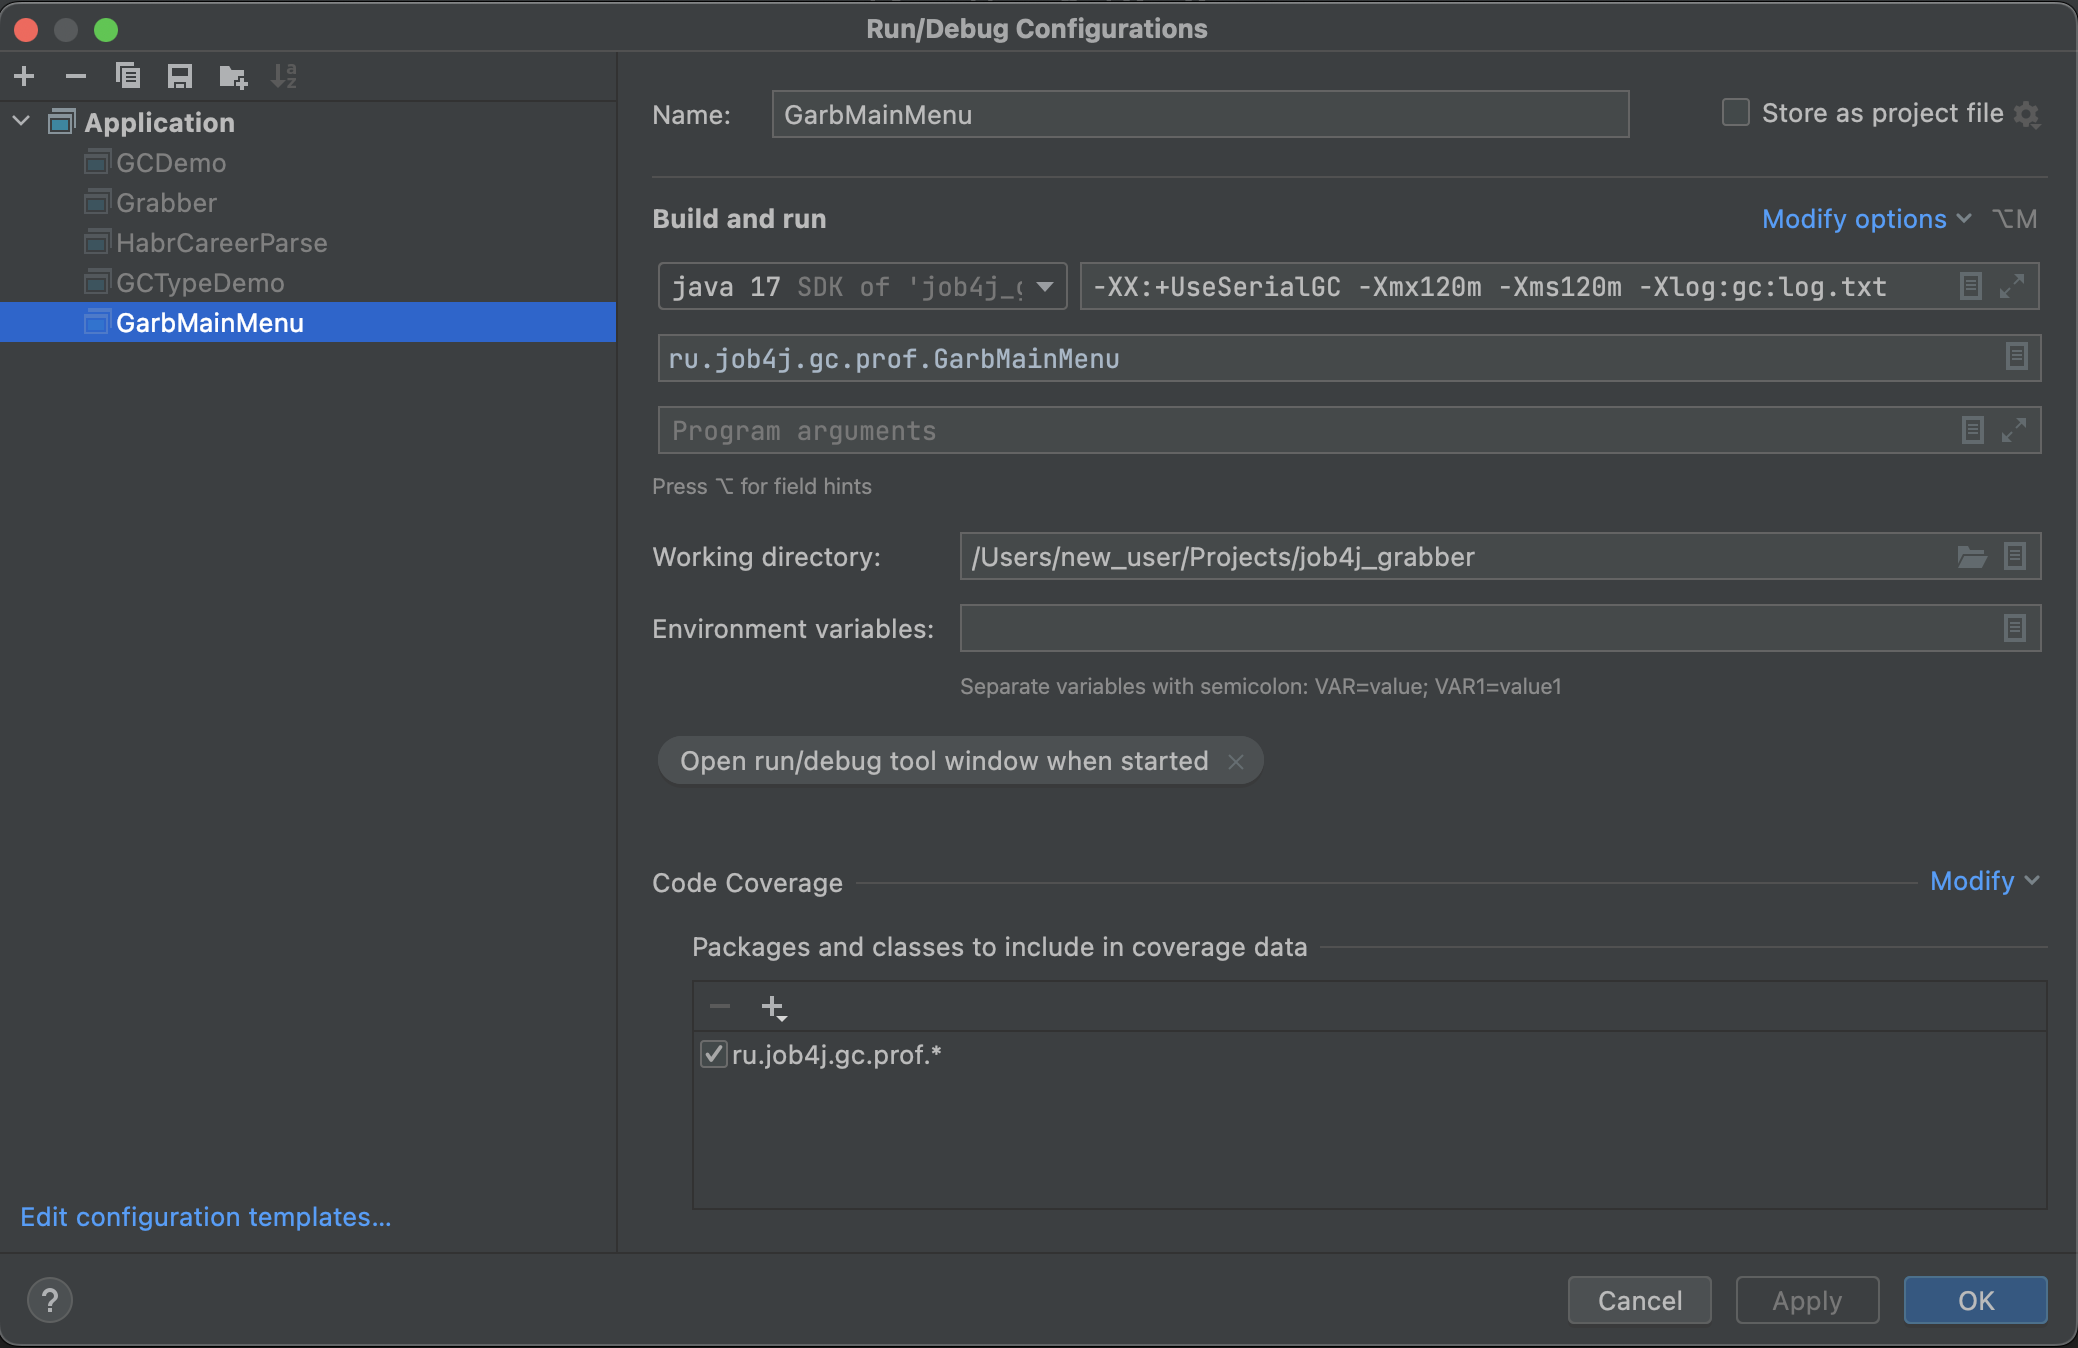 Run/Debug Configurations
Application
GCDemo
Grabber
HabrCareerParse
GCTypeDemo
GarbMainMenu
Edit configuration templates...
Name: GarbMainMenu
Store as project file
Build and run
Modify options ⌥M
java 17 SDK of 'job4j_g
-XX:+UseSerialGC -Xmx120m -Xms120m -Xlog:gc:log.txt
ru.job4j.gc.prof.GarbMainMenu
Program arguments
Press ⌥ for field hints
Working directory: /Users/new_user/Projects/job4j_grabber
Environment variables:
Separate variables with semicolon: VAR=value; VAR1=value1
Open run/debug tool window when started
Code Coverage
Modify
Packages and classes to include in coverage data
ru.job4j.gc.prof.*
?
Cancel
Apply
OK